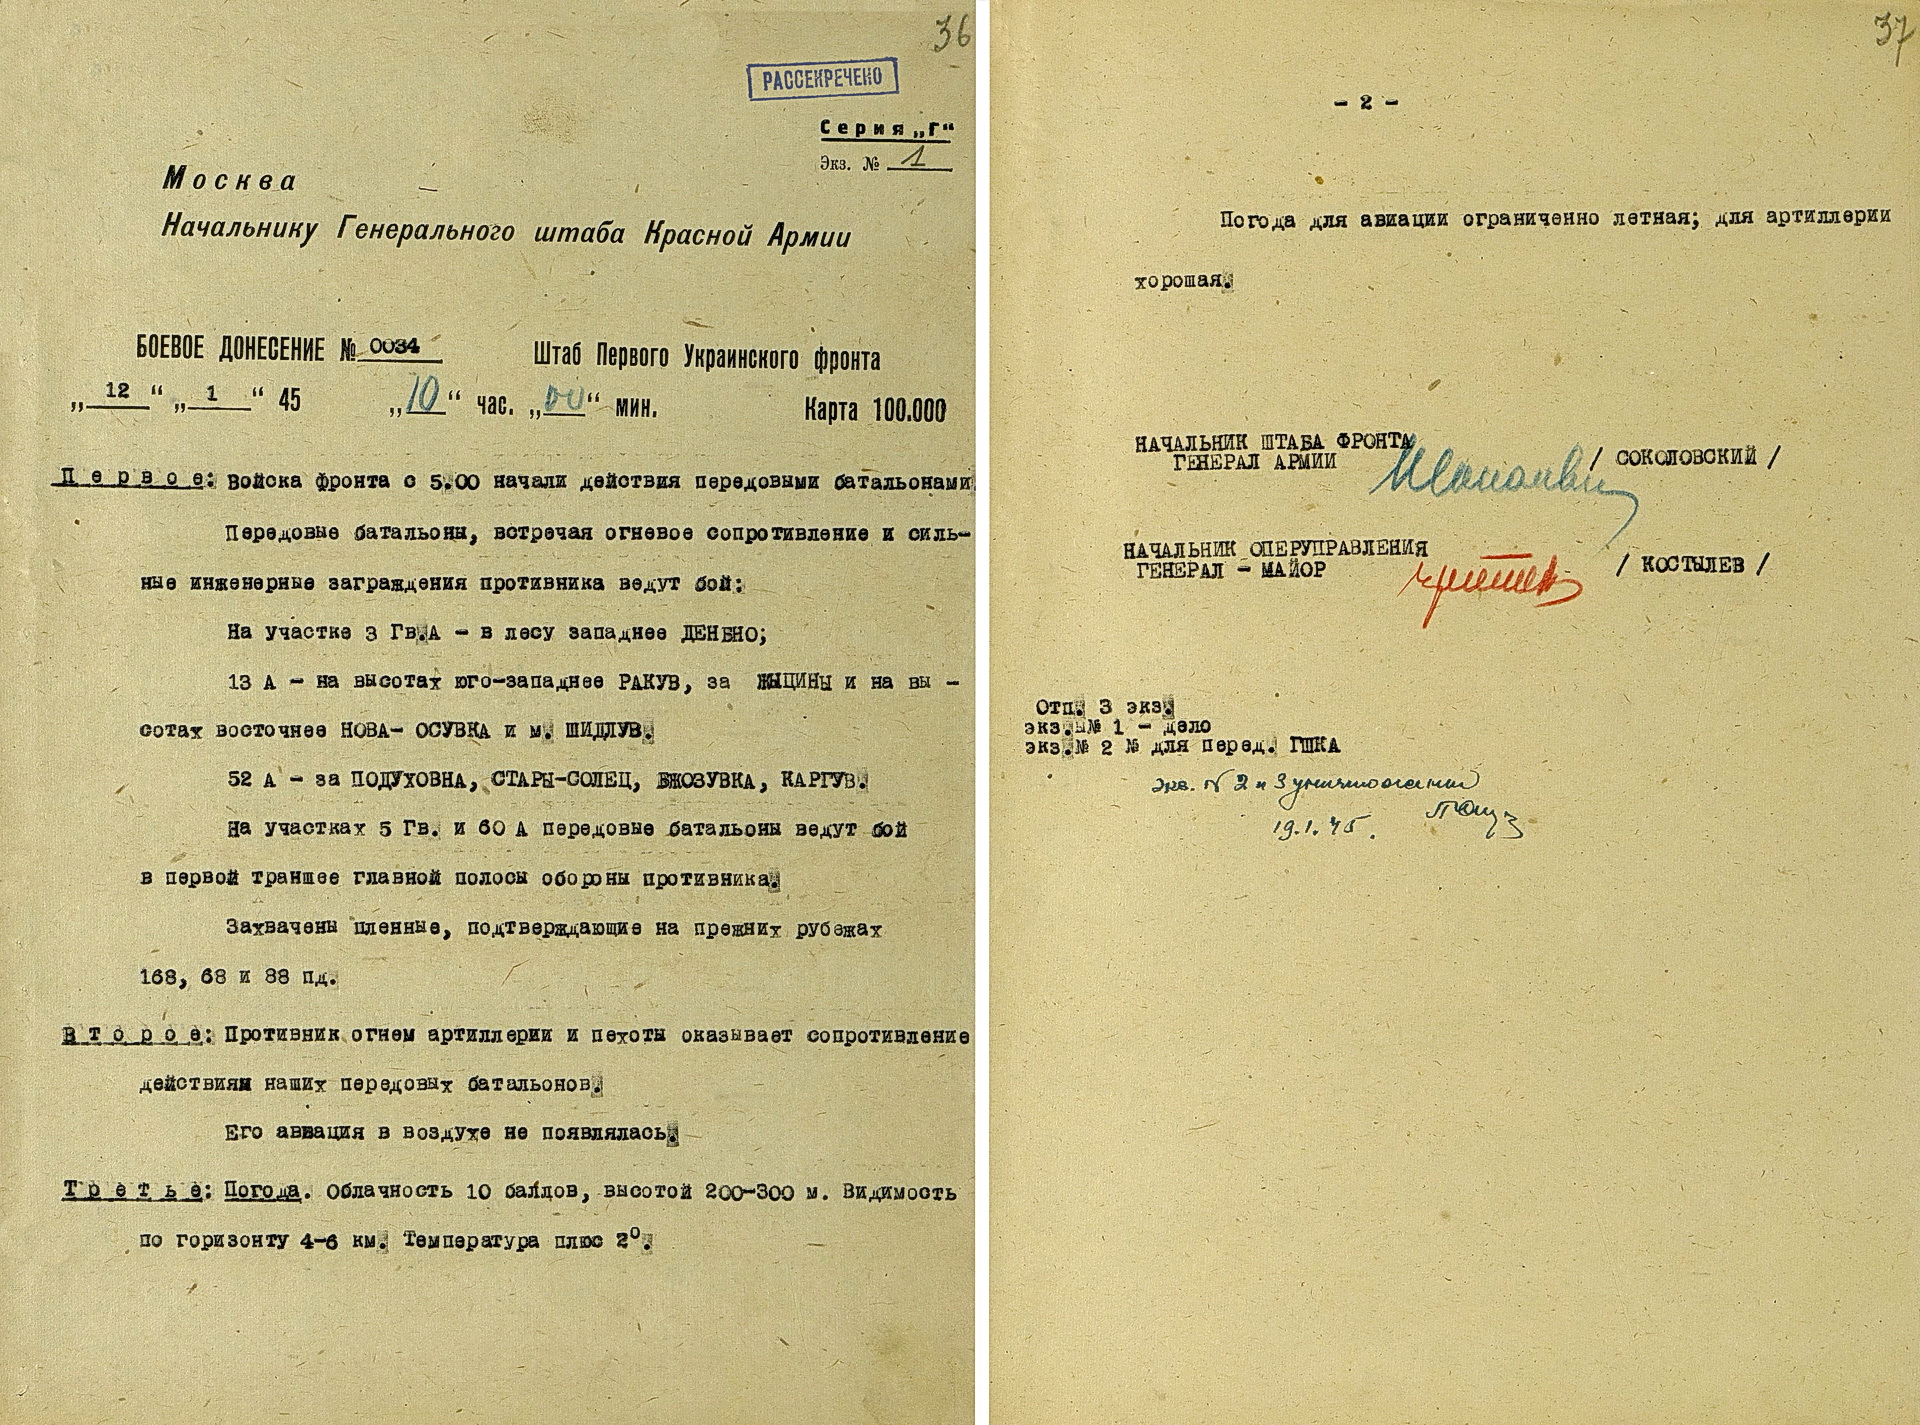 36
РАССЕКРЕЧЕНО
Серия „Г“
Экз. № 1
Москва
Начальнику Генерального штаба Красной Армии
БОЕВОЕ ДОНЕСЕНИЕ № 0034 Штаб Первого Украинского фронта
„12“ „1“ 45 „10“ час. „00“ мин. Карта 100.000
Первое: Войска фронта с 5.00 начали действия передовыми батальонами
Передовые батальоны, встречая огневое сопротивление и силь-
ные инженерные заграждения противника ведут бой:
На участке 3 Гв.А - в лесу западнее ДЕНБНО;
13 А - на высотах юго-западнее РАКУВ, за ЖЫЦИНЫ и на вы -
сотах восточнее НОВА- ОСУВКА и м. ШИДЛУВ.
52 А - за ПОДУХОВНА, СТАРЫ-СОЛЕЦ, БЖОЗУВКА, КАРГУВ.
На участках 5 Гв. и 60 А передовые батальоны ведут бой
в первой траншее главной полосы обороны противника.
Захвачены пленные, подтверждающие на прежних рубежах
168, 68 и 88 пд.
Второе: Противник огнем артиллерии и пехоты оказывает сопротивление
действиям наших передовых батальонов.
Его авиация в воздухе не появлялась.
Третье: Погода. Облачность 10 баллов, высотой 200-300 м. Видимость
по горизонту 4-6 км. Температура плюс 2⁰.
37
- 2 -
Погода для авиации ограниченно летная; для артиллерии
хорошая.
НАЧАЛЬНИК ШТАБА ФРОНТА
ГЕНЕРАЛ АРМИИ / СОКОЛОВСКИЙ /
НАЧАЛЬНИК ОПЕРУПРАВЛЕНИЯ
ГЕНЕРАЛ - МАЙОР / КОСТЫЛЕВ /
Отп. 3 экз.
экз.№ 1 - дело
экз.№ 2 № для перед. ГШКА
экз. № 2 и 3 уничтожены
19.1.45.